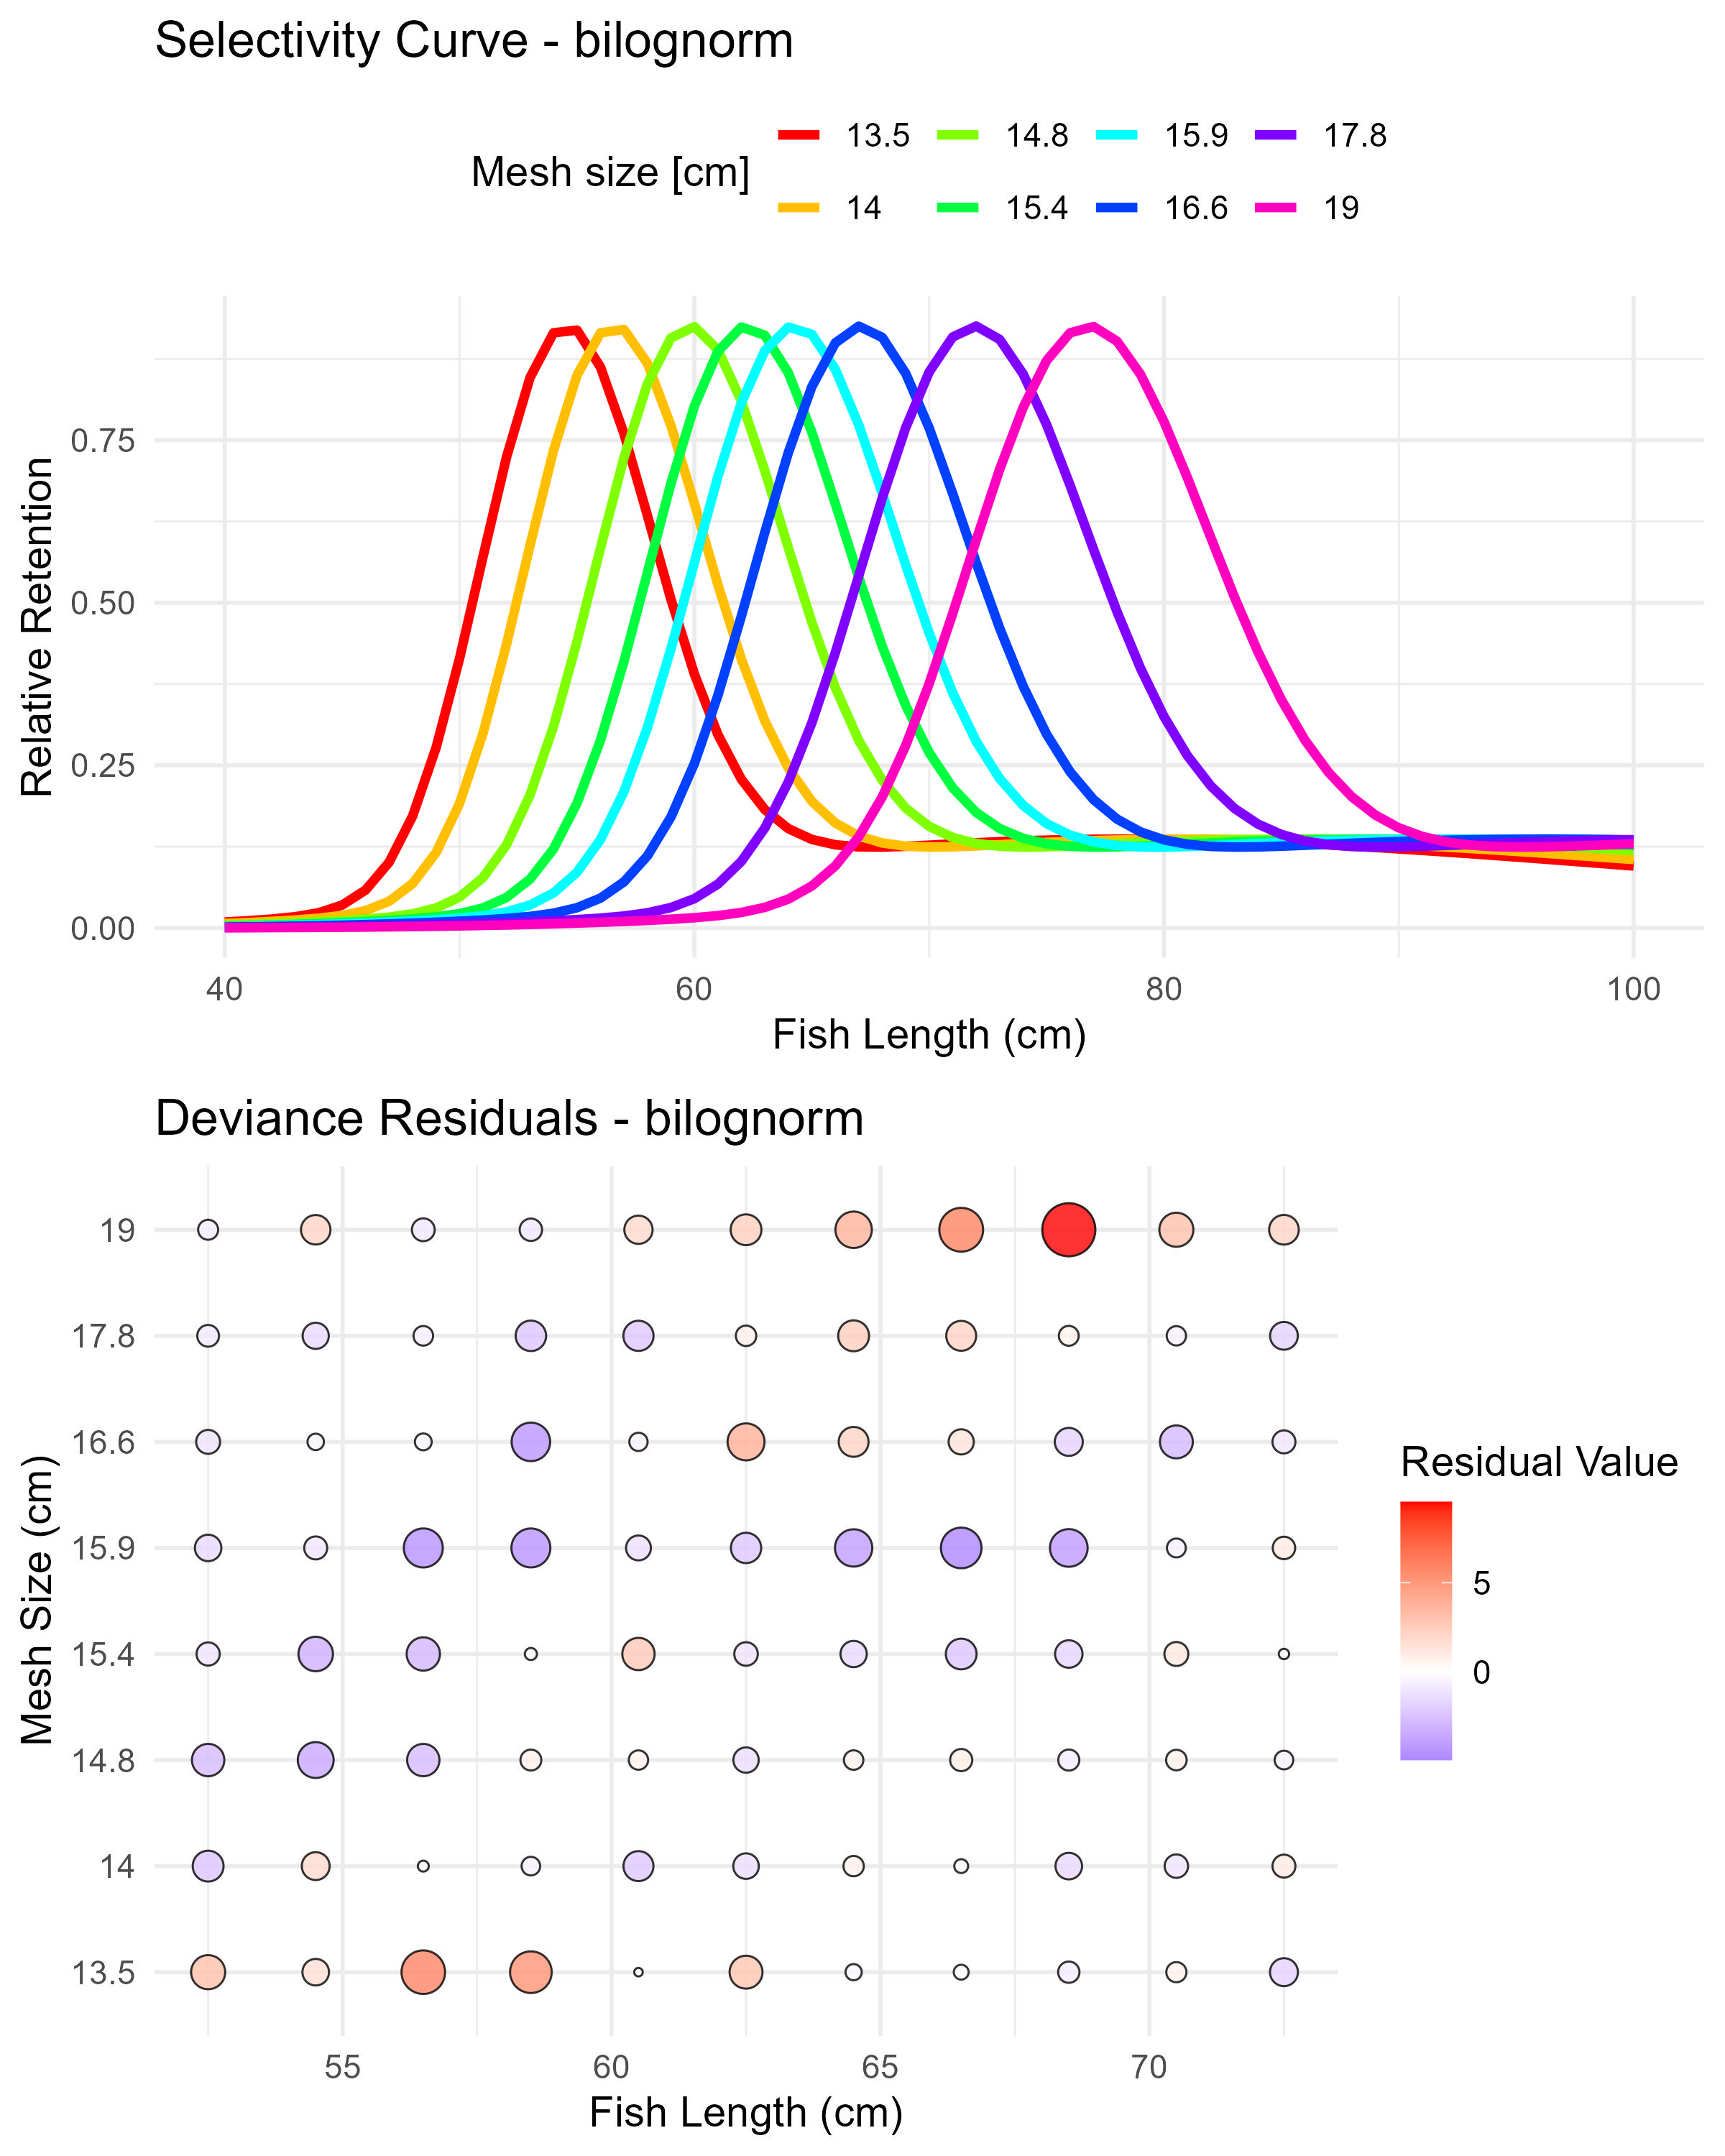 Selectivity Curve - bilognorm
Mesh size [cm]
13.5 14.8 15.9 17.8
14 15.4 16.6 19
Relative Retention
0.75
0.50
0.25
0.00
40 60 80 100
Fish Length (cm)
Deviance Residuals - bilognorm
Mesh Size (cm)
19
17.8
16.6
15.9
15.4
14.8
14
13.5
55 60 65 70
Fish Length (cm)
Residual Value
5
0